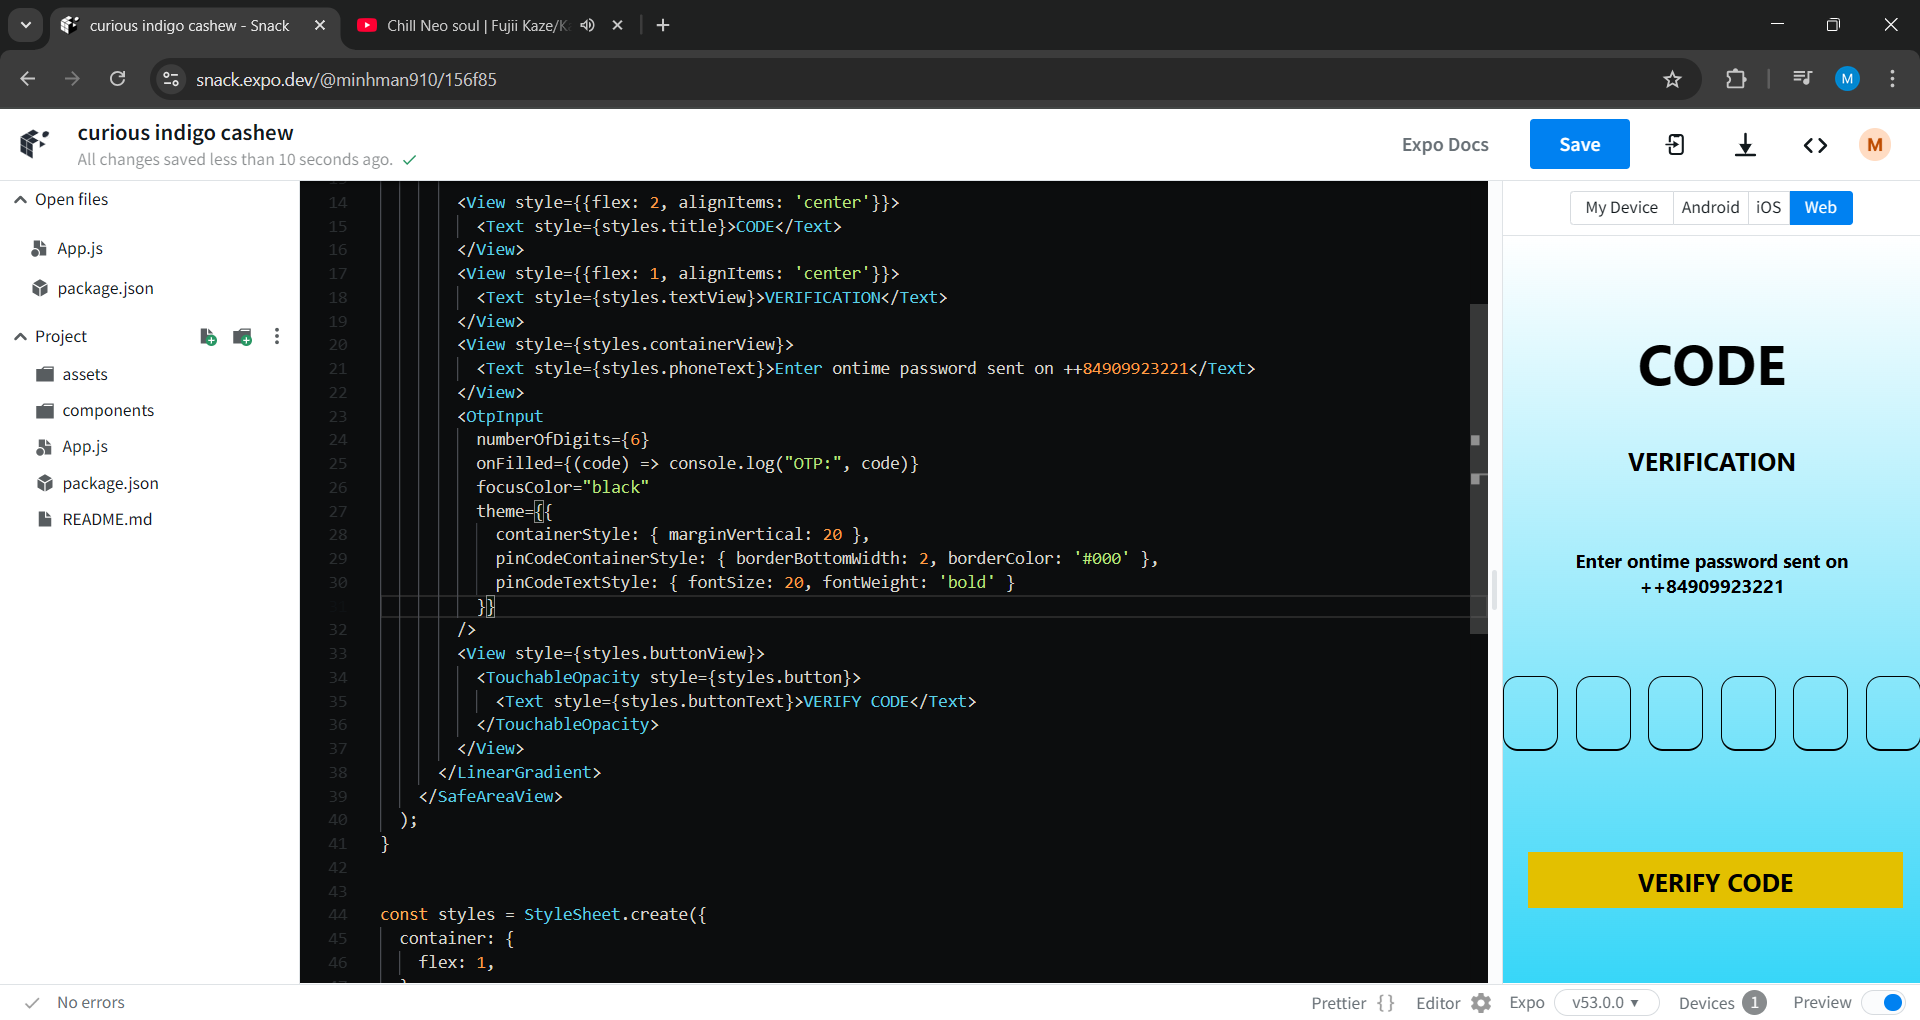 curious indigo cashew - Snack
Chill Neo soul | Fujii Kaze/
snack.expo.dev/@minhman910/156f85
M
curious indigo cashew
All changes saved less than 10 seconds ago.
Expo Docs
Save
M
Open files
App.js
package.json
Project
assets
components
App.js
package.json
README.md
14 <View style={{flex: 2, alignItems: 'center'}}>
15 <Text style={styles.title}>CODE</Text>
16 </View>
17 <View style={{flex: 1, alignItems: 'center'}}>
18 <Text style={styles.textView}>VERIFICATION</Text>
19 </View>
20 <View style={styles.containerView}>
21 <Text style={styles.phoneText}>Enter ontime password sent on ++84909923221</Text>
22 </View>
23 <OtpInput
24 numberOfDigits={6}
25 onFilled={(code) => console.log("OTP:", code)}
26 focusColor="black"
27 theme={{
28 containerStyle: { marginVertical: 20 },
29 pinCodeContainerStyle: { borderBottomWidth: 2, borderColor: '#000' },
30 pinCodeTextStyle: { fontSize: 20, fontWeight: 'bold' }
}}
32 />
33 <View style={styles.buttonView}>
34 <TouchableOpacity style={styles.button}>
35 <Text style={styles.buttonText}>VERIFY CODE</Text>
36 </TouchableOpacity>
37 </View>
38 </LinearGradient>
39 </SafeAreaView>
40 );
41 }
42
43
44 const styles = StyleSheet.create({
45 container: {
46 flex: 1,
My Device
Android
iOS
Web
CODE
VERIFICATION
Enter ontime password sent on
++84909923221
VERIFY CODE
No errors
Prettier {}
Editor
Expo
v53.0.0
Devices 1
Preview